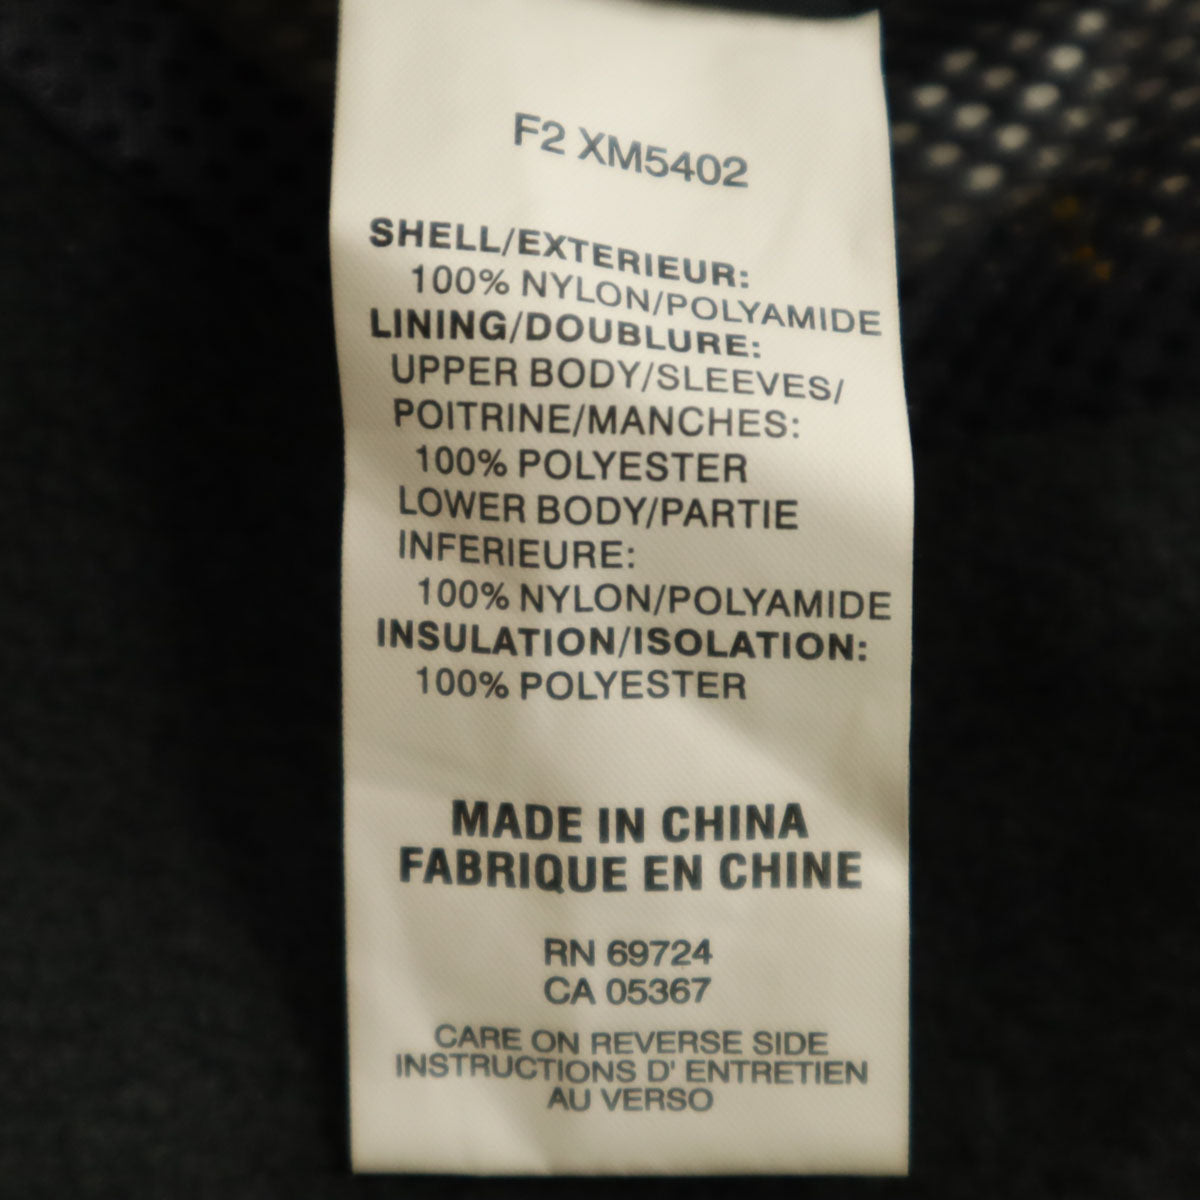 F2 XM5402
SHELL/EXTERIEUR:
100% NYLON/POLYAMIDE
LINING/DOUBLURE:
UPPER BODY/SLEEVES/
POITRINE/MANCHES:
100% POLYESTER
LOWER BODY/PARTIE
INFERIEURE:
100% NYLON/POLYAMIDE
INSULATION/ISOLATION:
100% POLYESTER
MADE IN CHINA
FABRIQUE EN CHINE
RN 69724
CA 05367
CARE ON REVERSE SIDE
INSTRUCTIONS D' ENTRETIEN
AU VERSO